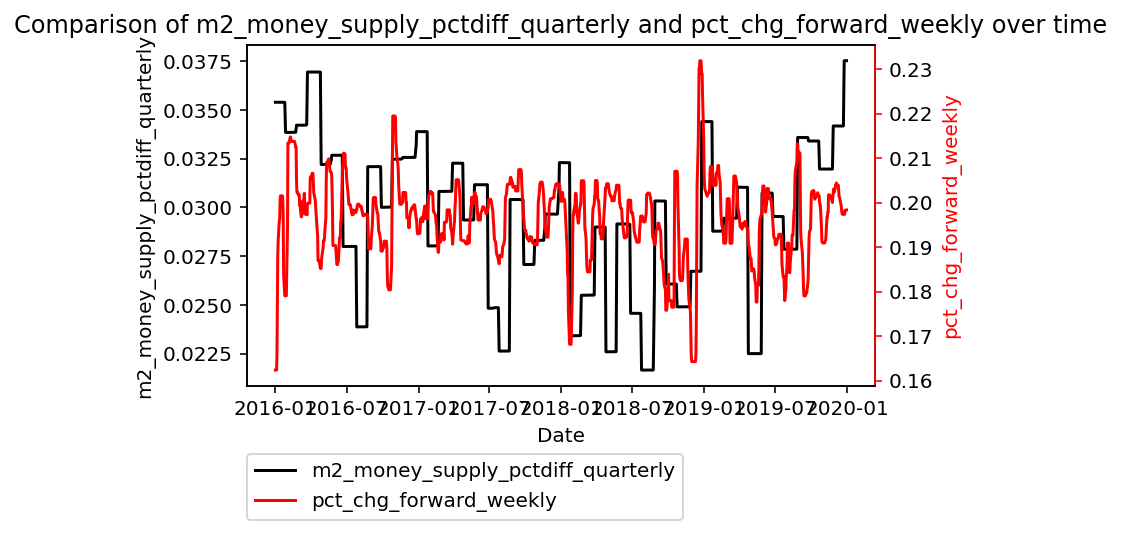 Comparison of m2_money_supply_pctdiff_quarterly and pct_chg_forward_weekly over time
m2_money_supply_pctdiff_quarterly
0.0375
0.0350
0.0325
0.0300
0.0275
0.0250
0.0225
0.23
0.22
0.21
0.20
0.19
0.18
0.17
0.16
pct_chg_forward_weekly
2016-01 2016-07 2017-01 2017-07 2018-01 2018-07 2019-01 2019-07 2020-01
Date
m2_money_supply_pctdiff_quarterly
pct_chg_forward_weekly